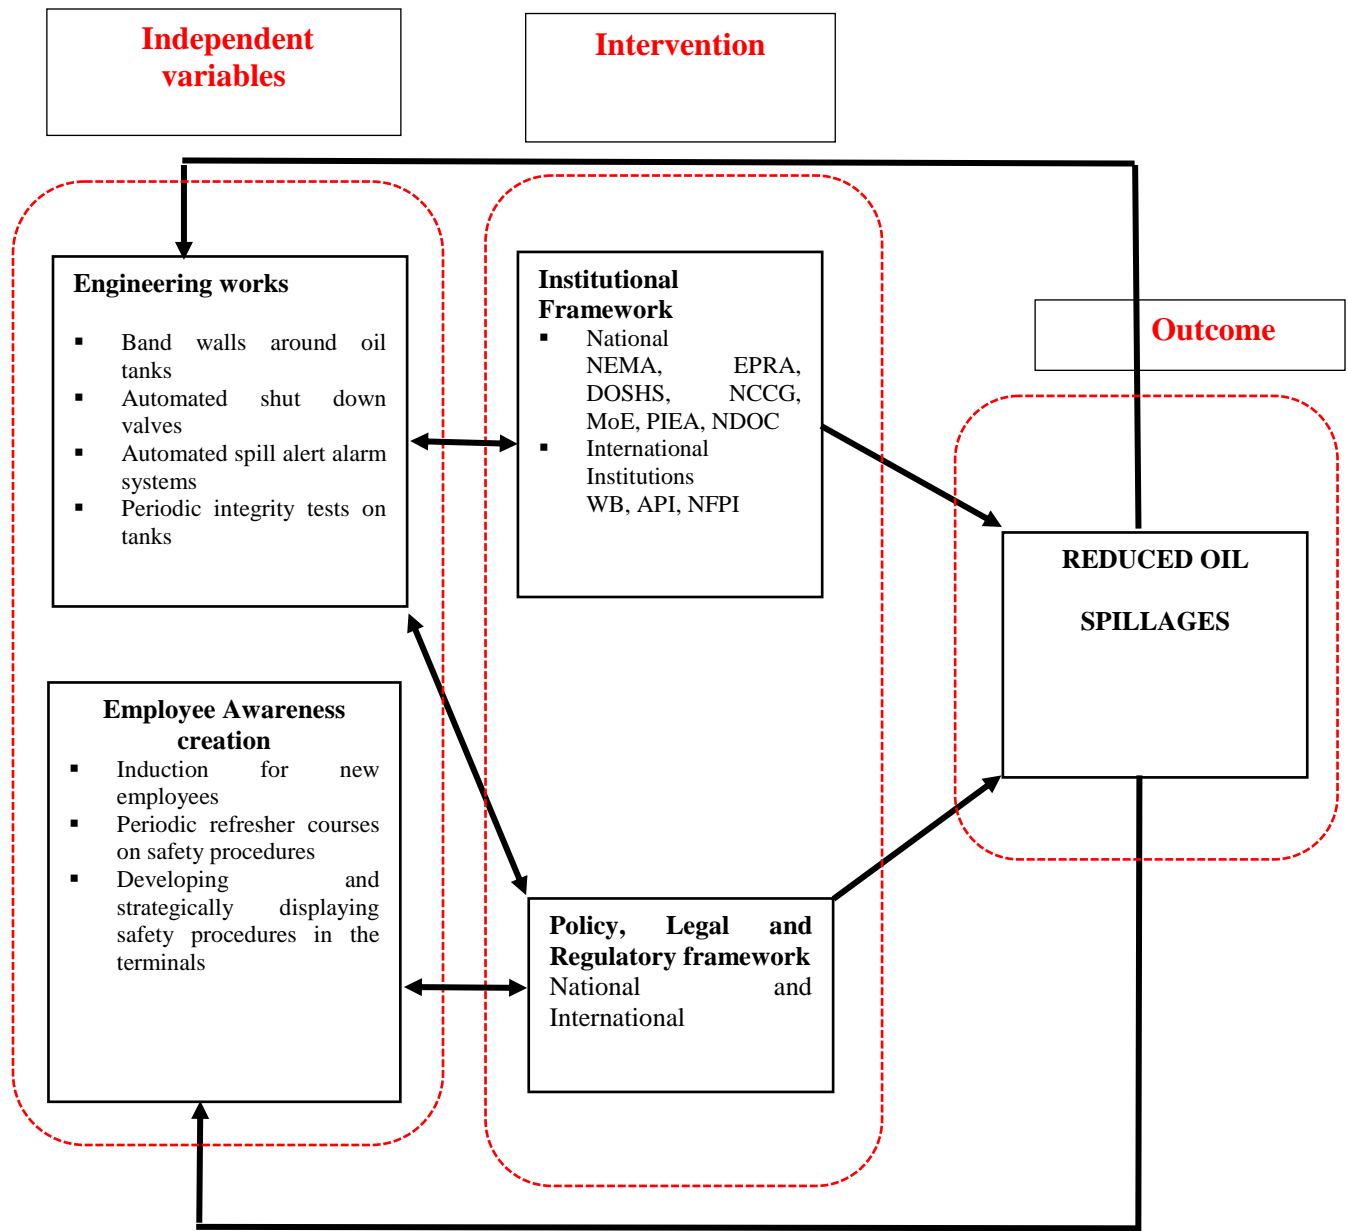 Independent
variables
Intervention
Engineering works
▪ Band walls around oil
tanks
▪ Automated shut down
valves
▪ Automated spill alert alarm
systems
▪ Periodic integrity tests on
tanks
Institutional
Framework
▪ National
NEMA, EPRA,
DOSHS, NCCG,
MoE, PIEA, NDOC
▪ International
Institutions
WB, API, NFPI
Outcome
REDUCED OIL
SPILLAGES
Employee Awareness
creation
▪ Induction for new
employees
▪ Periodic refresher courses
on safety procedures
▪ Developing and
strategically displaying
safety procedures in the
terminals
Policy, Legal and
Regulatory framework
National and
International